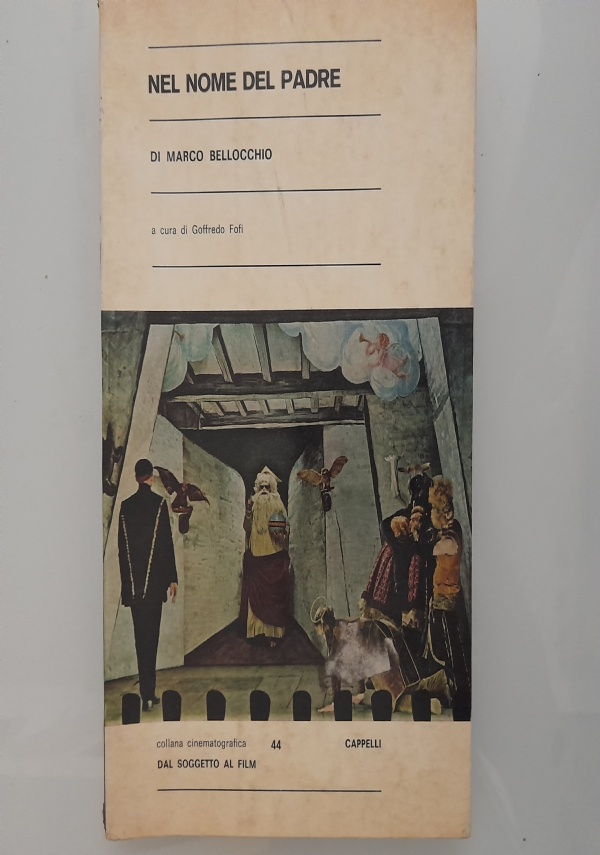 NEL NOME DEL PADRE
DI MARCO BELLOCCHIO
a cura di Goffredo Fofi
collana cinematografica 44 CAPPELLI
DAL SOGGETTO AL FILM